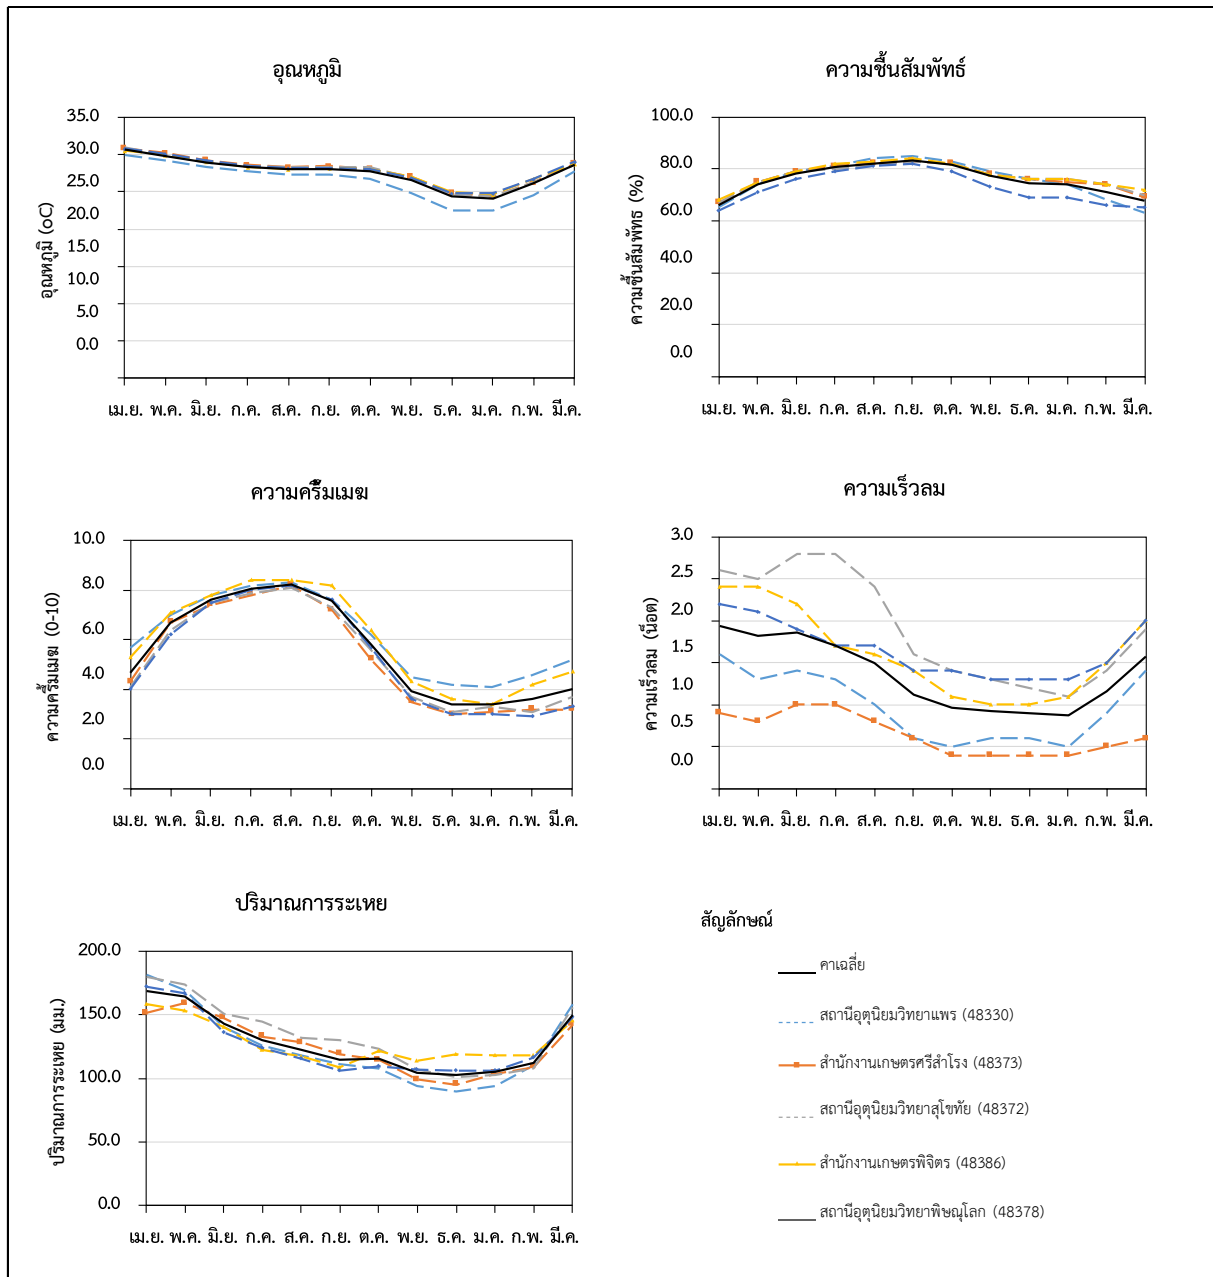 อุณหภูมิ
อุณหภูมิ (oC)
35.0
30.0
25.0
20.0
15.0
10.0
5.0
0.0
เม.ย. พ.ค. มิ.ย. ก.ค. ส.ค. ก.ย. ต.ค. พ.ย. ธ.ค. ม.ค. ก.พ. มี.ค.
ความชื้นสัมพัทธ์
ความชื้นสัมพัทธ (%)
100.0
80.0
60.0
40.0
20.0
0.0
เม.ย. พ.ค. มิ.ย. ก.ค. ส.ค. ก.ย. ต.ค. พ.ย. ธ.ค. ม.ค. ก.พ. มี.ค.
ความครึ้มเมฆ
ความครึ้มเมฆ (0-10)
10.0
8.0
6.0
4.0
2.0
0.0
เม.ย. พ.ค. มิ.ย. ก.ค. ส.ค. ก.ย. ต.ค. พ.ย. ธ.ค. ม.ค. ก.พ. มี.ค.
ความเร็วลม
ความเร็วลม (น็อต)
3.0
2.5
2.0
1.5
1.0
0.5
0.0
เม.ย. พ.ค. มิ.ย. ก.ค. ส.ค. ก.ย. ต.ค. พ.ย. ธ.ค. ม.ค. ก.พ. มี.ค.
ปริมาณการระเหย
ปริมาณการระเหย (มม.)
200.0
150.0
100.0
50.0
0.0
เม.ย. พ.ค. มิ.ย. ก.ค. ส.ค. ก.ย. ต.ค. พ.ย. ธ.ค. ม.ค. ก.พ. มี.ค.
สัญลักษณ์
คาเฉลี่ย
สถานีอุตุนิยมวิทยาแพร (48330)
สำนักงานเกษตรศรีสำโรง (48373)
สถานีอุตุนิยมวิทยาสุโขทัย (48372)
สำนักงานเกษตรพิจิตร (48386)
สถานีอุตุนิยมวิทยาพิษณุโลก (48378)